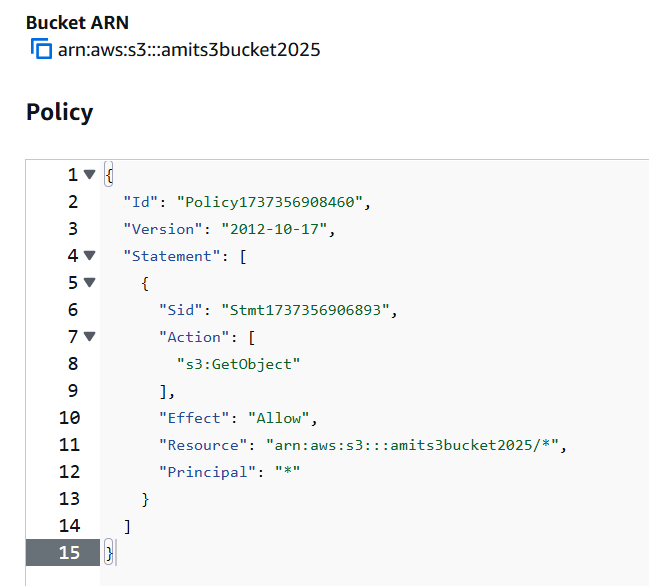 Bucket ARN
arn:aws:s3:::amits3bucket2025
Policy
1 {
2 "Id": "Policy1737356908460",
3 "Version": "2012-10-17",
4 "Statement": [
5 {
6 "Sid": "Stmt1737356906893",
7 "Action": [
8 "s3:GetObject"
9 ],
10 "Effect": "Allow",
11 "Resource": "arn:aws:s3:::amits3bucket2025/*",
12 "Principal": "*"
13 }
14 ]
15 }